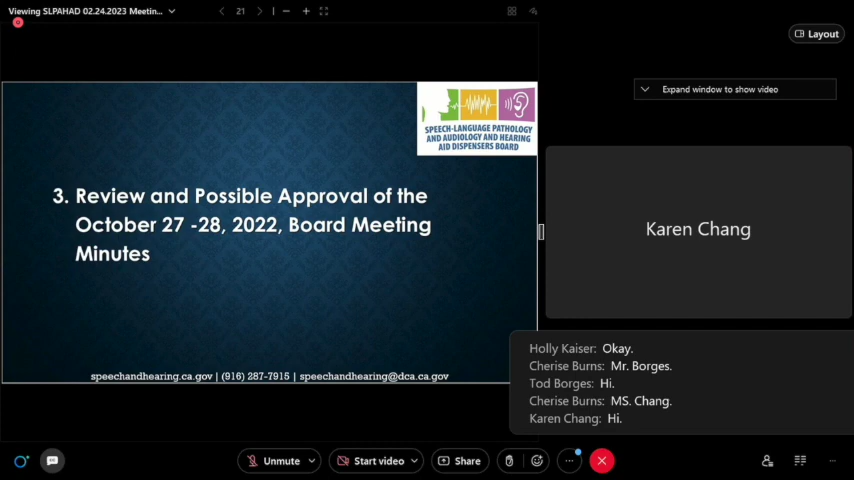 Viewing SLPAHAD 02.24.2023 Meetin...
21
Layout
Expand window to show video
SPEECH-LANGUAGE PATHOLOGY
AND AUDIOLOGY AND HEARING
AID DISPENSERS BOARD
3. Review and Possible Approval of the
October 27 -28, 2022, Board Meeting
Minutes
speechandhearing.ca.gov | (916) 287-7915 | speechandhearing@dca.ca.gov
Karen Chang
Holly Kaiser: Okay.
Cherise Burns: Mr. Borges.
Tod Borges: Hi.
Cherise Burns: MS. Chang.
Karen Chang: Hi.
Unmute
Start video
Share